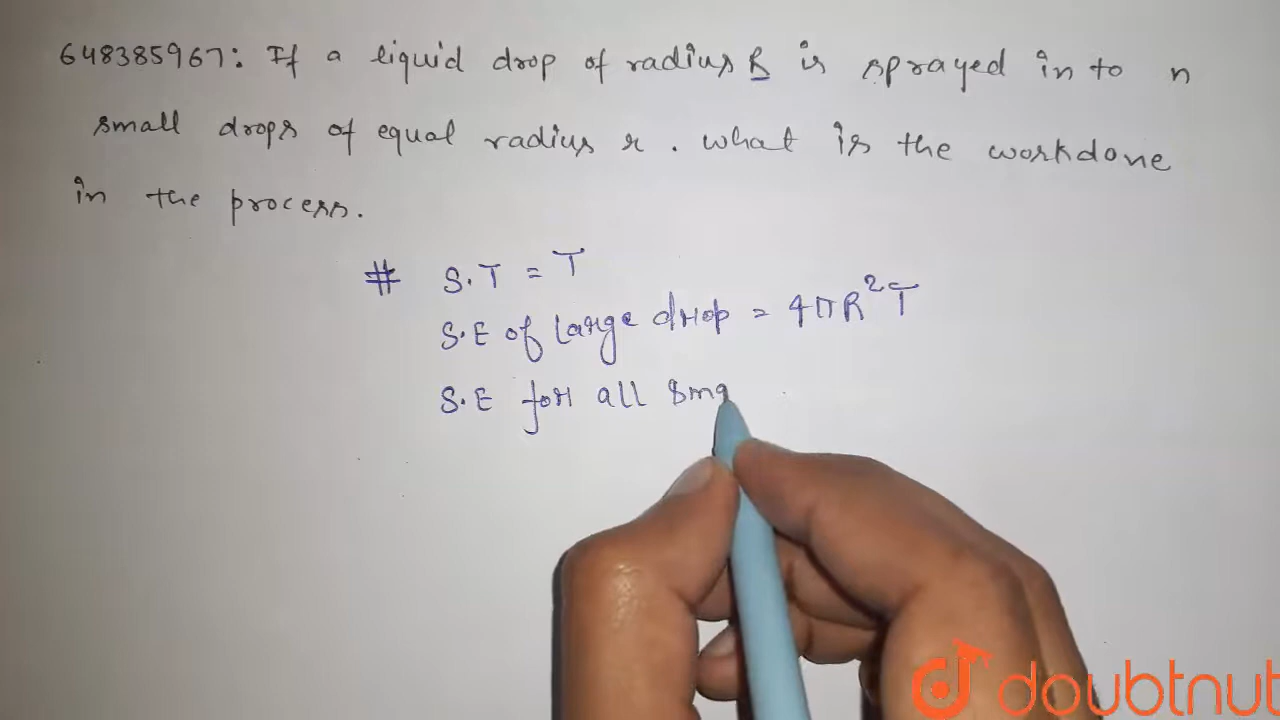 648385967: If a liquid drop of radius R is sprayed in to n
small drops of equal radius r. what is the workdone
in the process.
# S.T = T
S.E of large drop = 4πR²T
S.E for all sma
doubtnut